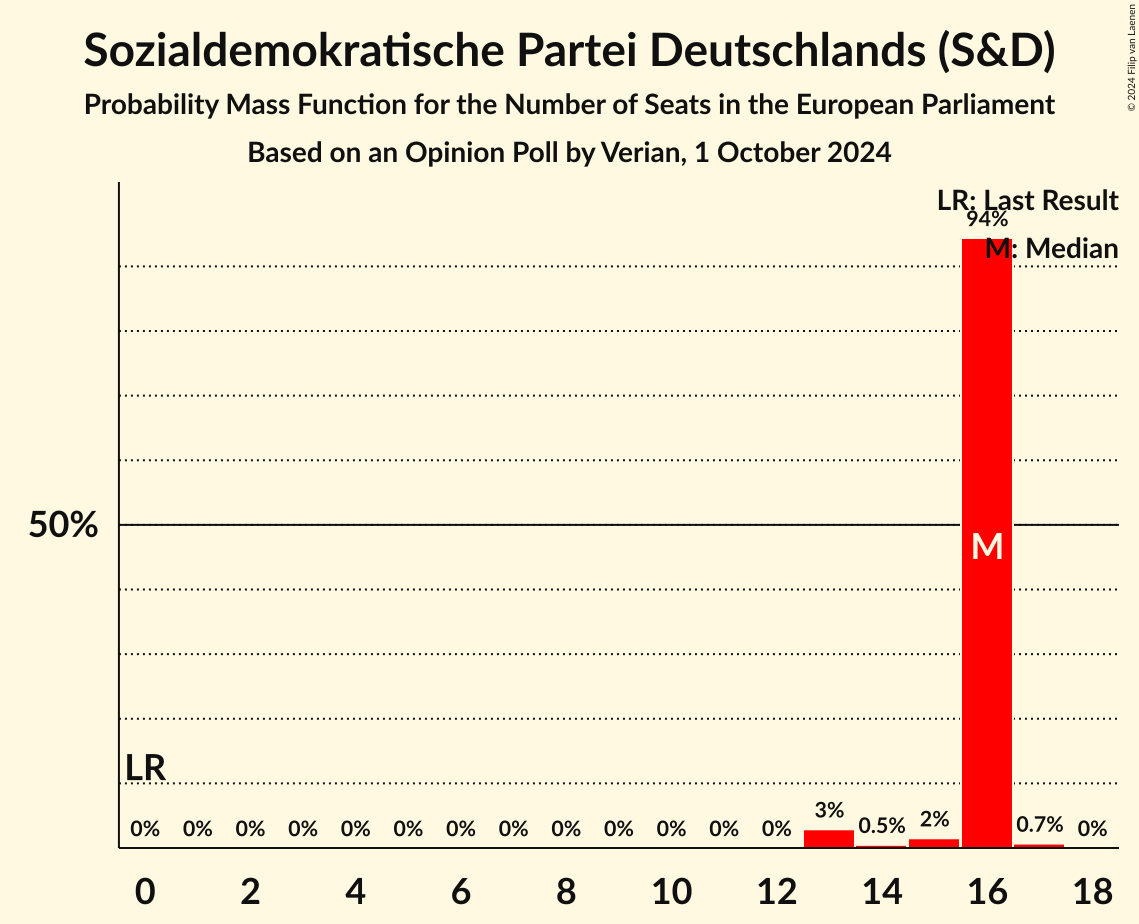 Sozialdemokratische Partei Deutschlands (S&D)
Probability Mass Function for the Number of Seats in the European Parliament
Based on an Opinion Poll by Verian, 1 October 2024
© 2024 Filip van Laenen
LR: Last Result
94%
M: Median
50%
M
LR
0% 0% 0% 0% 0% 0% 0% 0% 0% 0% 0% 0% 0% 3% 0.5% 2% 0.7% 0%
0 2 4 6 8 10 12 14 16 18